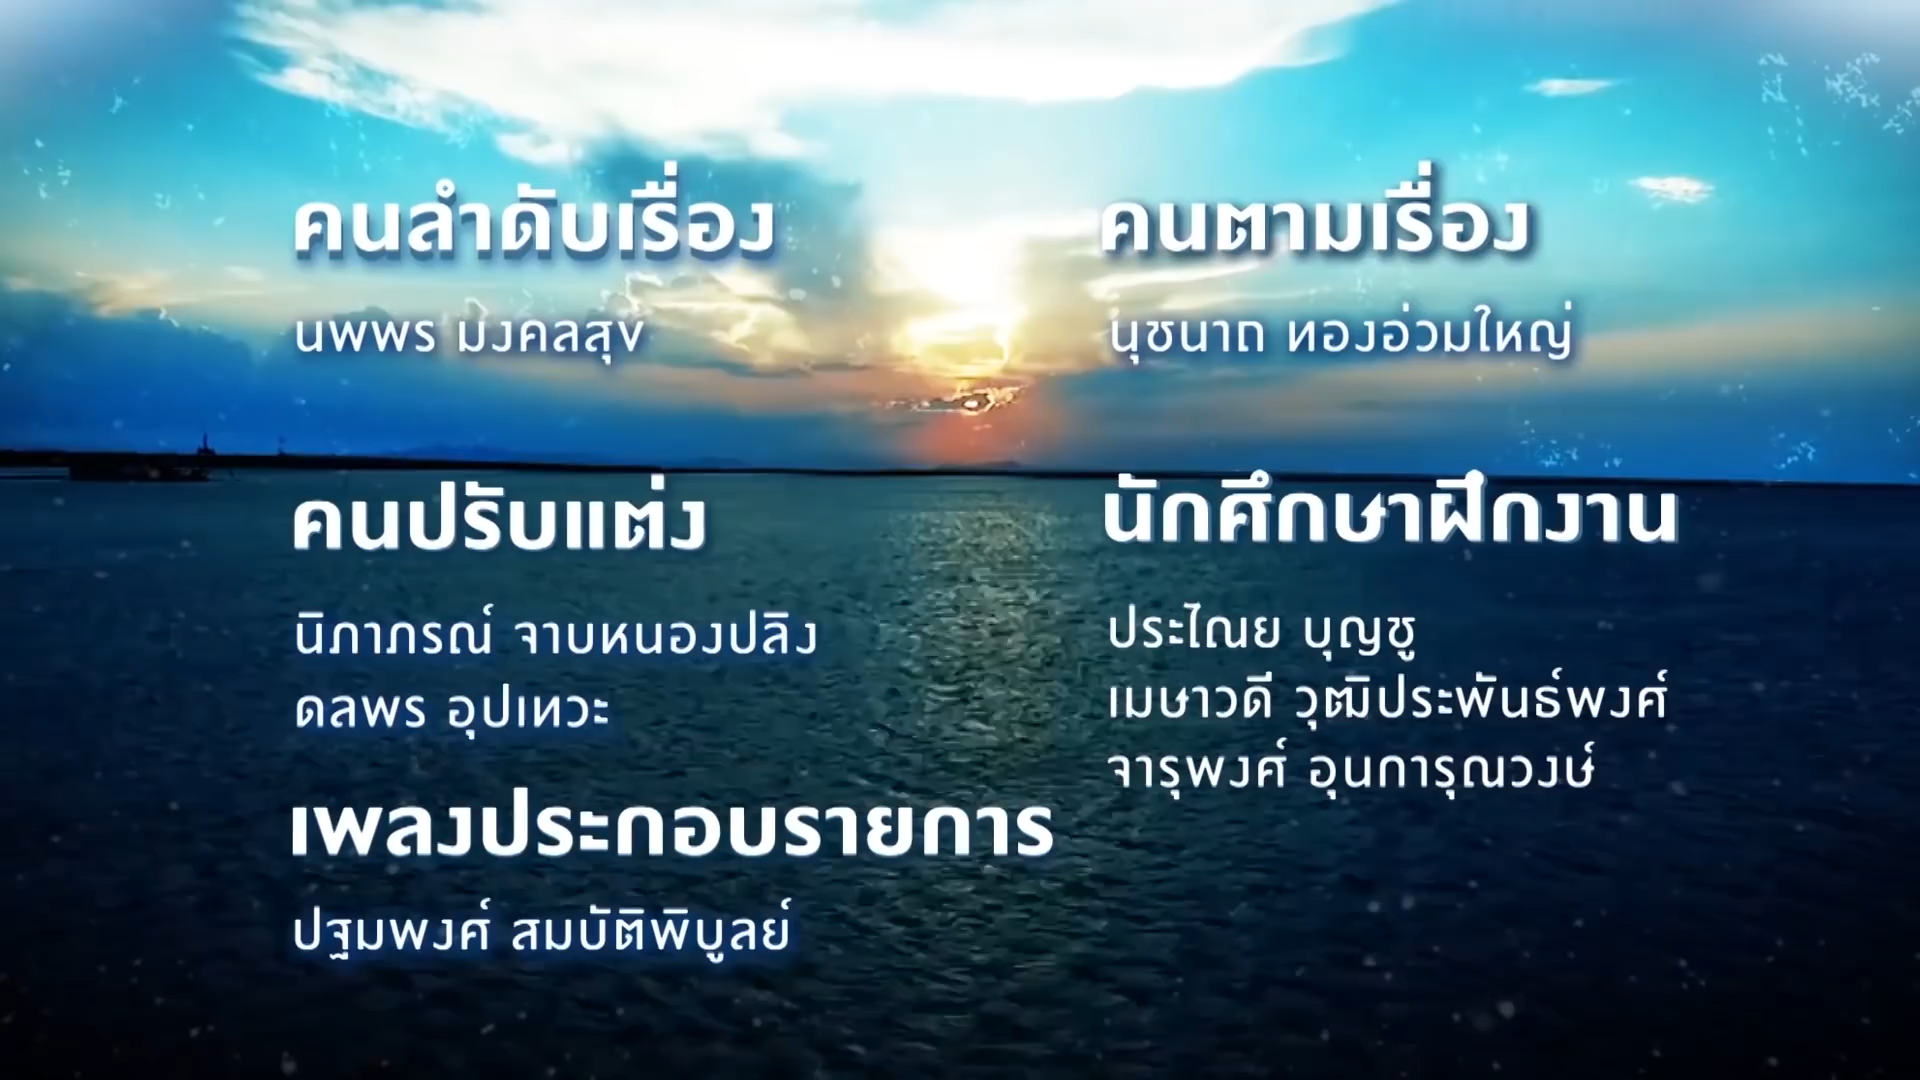 คนลำดับเรื่อง
นพพร มงคลสุข
คนตามเรื่อง
นุชนาถ ทองอ่วมใหญ่
คนปรับแต่ง
นิภาภรณ์ จาบหนองปลิง
ดลพร อุปเทวะ
นักศึกษาฝึกงาน
ประไณย บุญชู
เมษาวดี วุฒิประพันธ์พงศ์
จารุพงศ์ อุนการุณวงษ์
เพลงประกอบรายการ
ปฐมพงศ์ สมบัติพิบูลย์